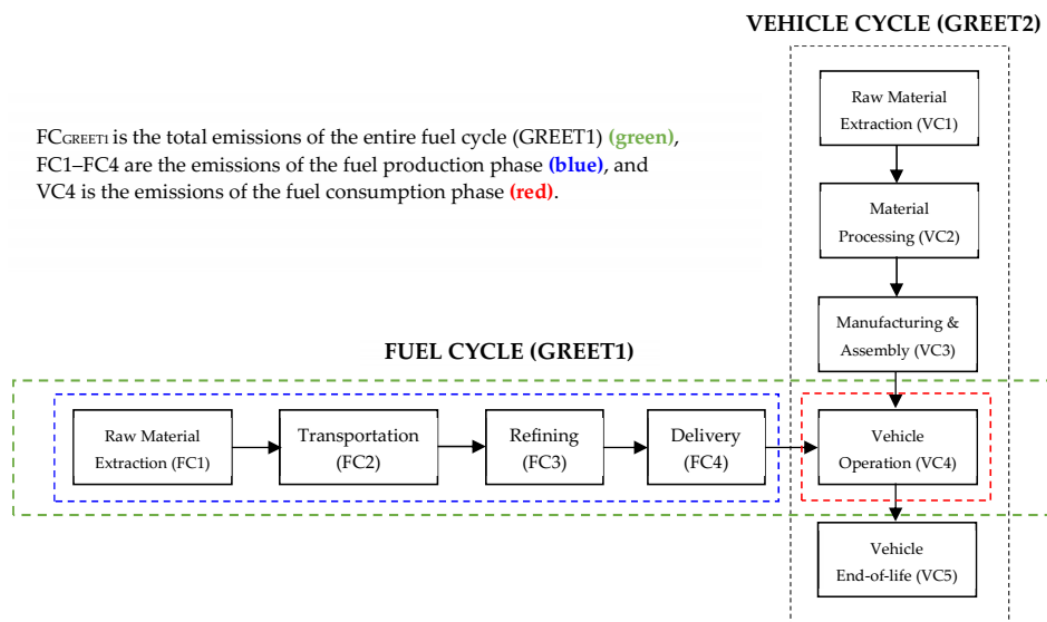 VEHICLE CYCLE (GREET2)
Raw Material
Extraction (VC1)
FCGREET1 is the total emissions of the entire fuel cycle (GREET1) (green),
FC1–FC4 are the emissions of the fuel production phase (blue), and
VC4 is the emissions of the fuel consumption phase (red).
Material
Processing (VC2)
Manufacturing &
Assembly (VC3)
FUEL CYCLE (GREET1)
Raw Material
Extraction (FC1)
Transportation
(FC2)
Refining
(FC3)
Delivery
(FC4)
Vehicle
Operation (VC4)
Vehicle
End-of-life (VC5)